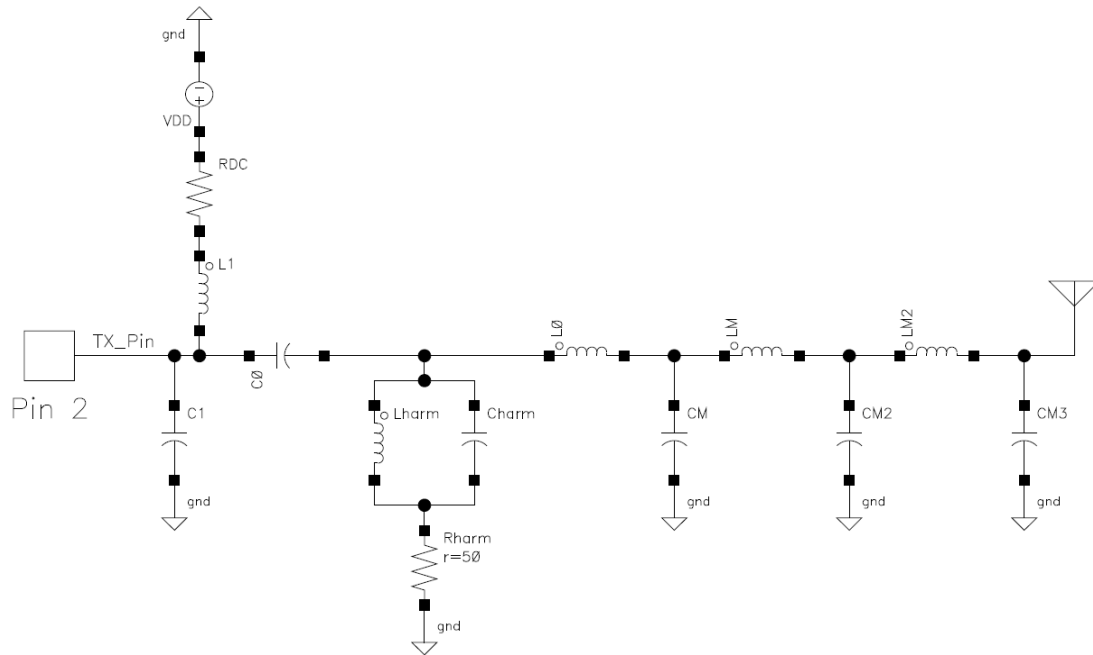 gnd
VDD
RDC
L1
TX_Pin
Pin 2
C1
gnd
C0
Lharm
Charm
Rharm
r=50
gnd
L0
CM
gnd
LM
CM2
gnd
LM2
CM3
gnd